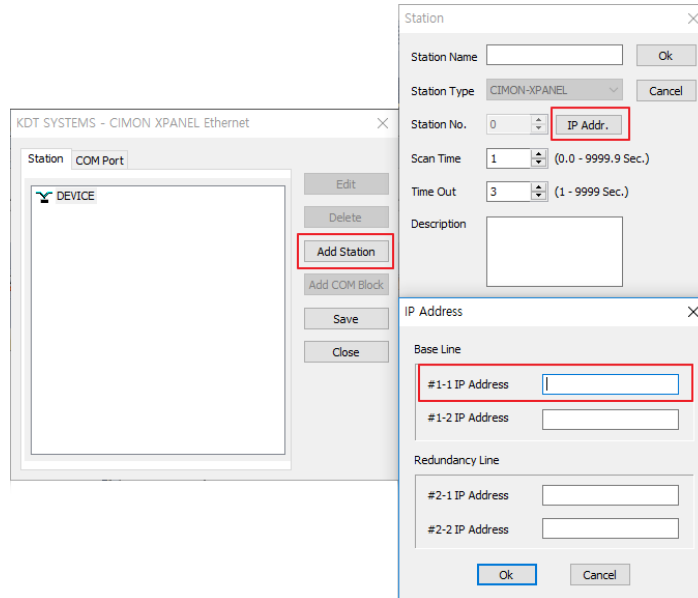 KDT SYSTEMS - CIMON XPANEL Ethernet
Station
COM Port
DEVICE
Edit
Delete
Add Station
Add COM Block
Save
Close
Station
Station Name
Ok
Station Type
CIMON-XPANEL
Cancel
Station No.
0
IP Addr.
Scan Time
1
(0.0 - 9999.9 Sec.)
Time Out
3
(1 - 9999 Sec.)
Description
IP Address
Base Line
#1-1 IP Address
#1-2 IP Address
Redundancy Line
#2-1 IP Address
#2-2 IP Address
Ok
Cancel